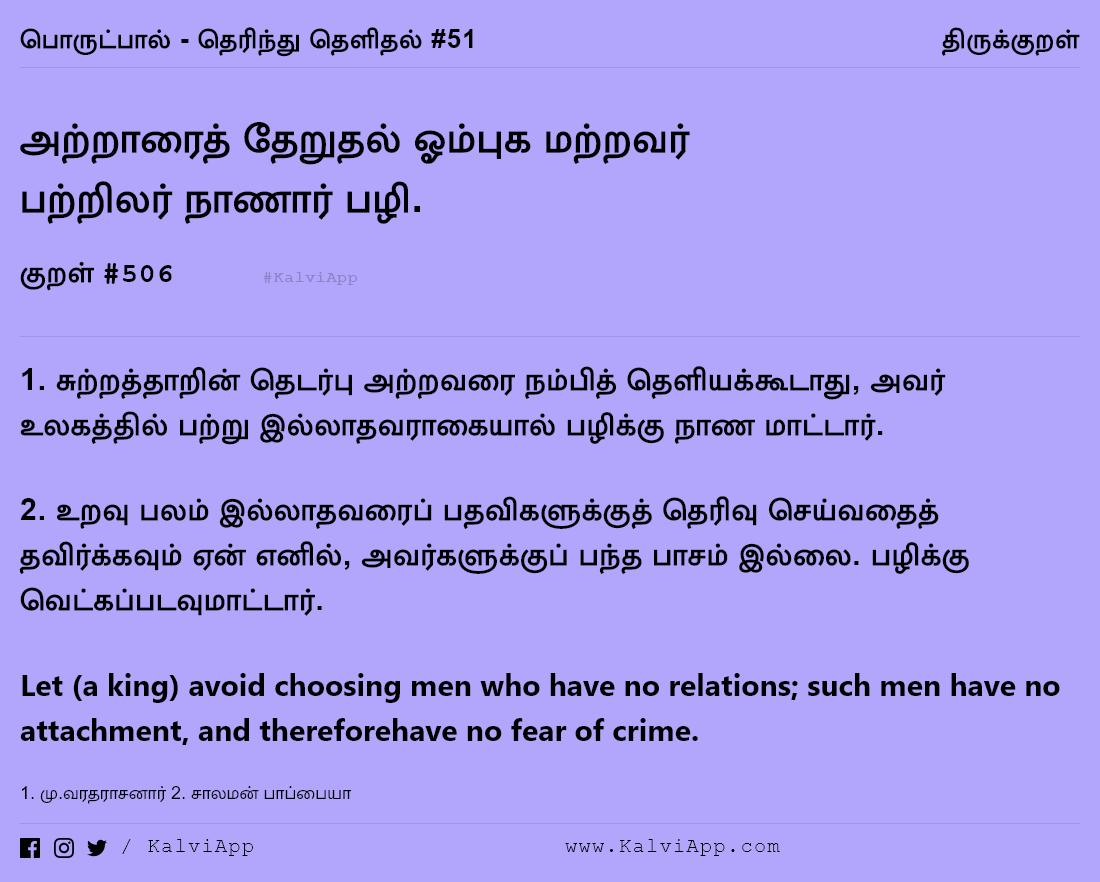 பொருட்பால் - தெரிந்து தெளிதல் #51
திருக்குறள்
அற்றாரைத் தேறுதல் ஓம்புக மற்றவர்
பற்றிலர் நாணார் பழி.
குறள் #506
#KalviApp
1. சுற்றத்தாறின் தெடர்பு அற்றவரை நம்பித் தெளியக்கூடாது, அவர்
உலகத்தில் பற்று இல்லாதவராகையால் பழிக்கு நாண மாட்டார்.
2. உறவு பலம் இல்லாதவரைப் பதவிகளுக்குத் தெரிவு செய்வதைத்
தவிர்க்கவும் ஏன் எனில், அவர்களுக்குப் பந்த பாசம் இல்லை. பழிக்கு
வெட்கப்படவுமாட்டார்.
Let (a king) avoid choosing men who have no relations; such men have no
attachment, and thereforehave no fear of crime.
1. மு.வரதராசனார் 2. சாலமன் பாப்பையா
/ KalviApp
www.KalviApp.com